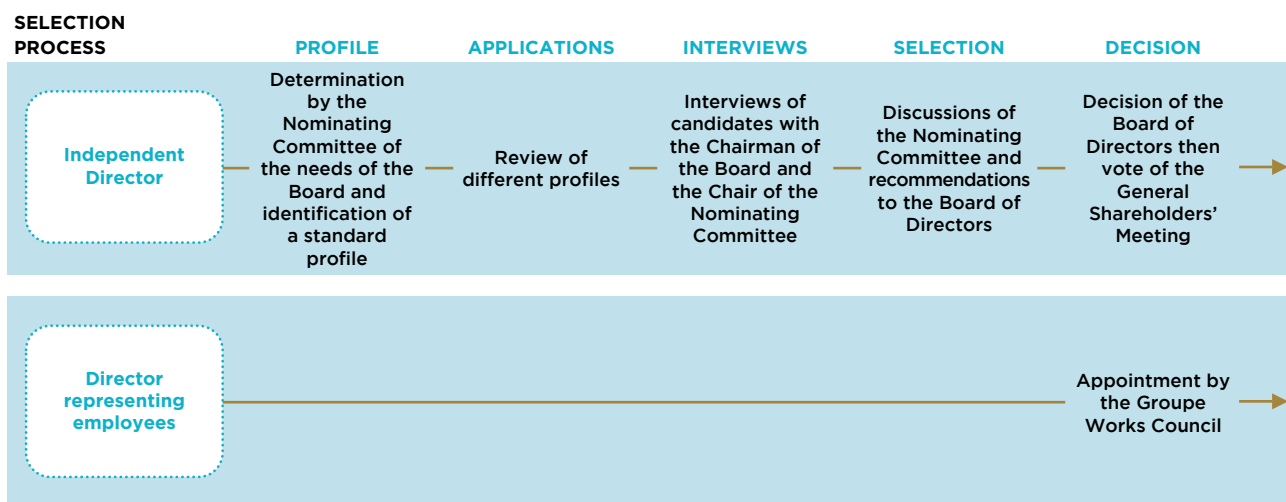 SELECTION
PROCESS
PROFILE
APPLICATIONS
INTERVIEWS
SELECTION
DECISION
Independent
Director
Determination
by the
Nominating
Committee of
the needs of the
Board and
identification of
a standard
profile
Review of
different profiles
Interviews of
candidates with
the Chairman of
the Board and
the Chair of the
Nominating
Committee
Discussions of
the Nominating
Committee and
recommendations
to the Board of
Directors
Decision of the
Board of
Directors then
vote of the
General
Shareholders’
Meeting
Director
representing
employees
Appointment by
the Groupe
Works Council